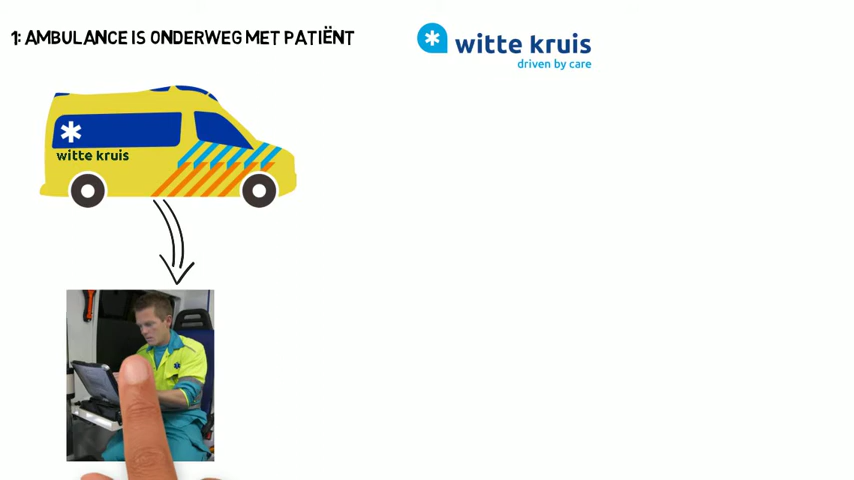 1: AMBULANCE IS ONDERWEG MET PATIËNT
witte kruis
driven by care
witte kruis